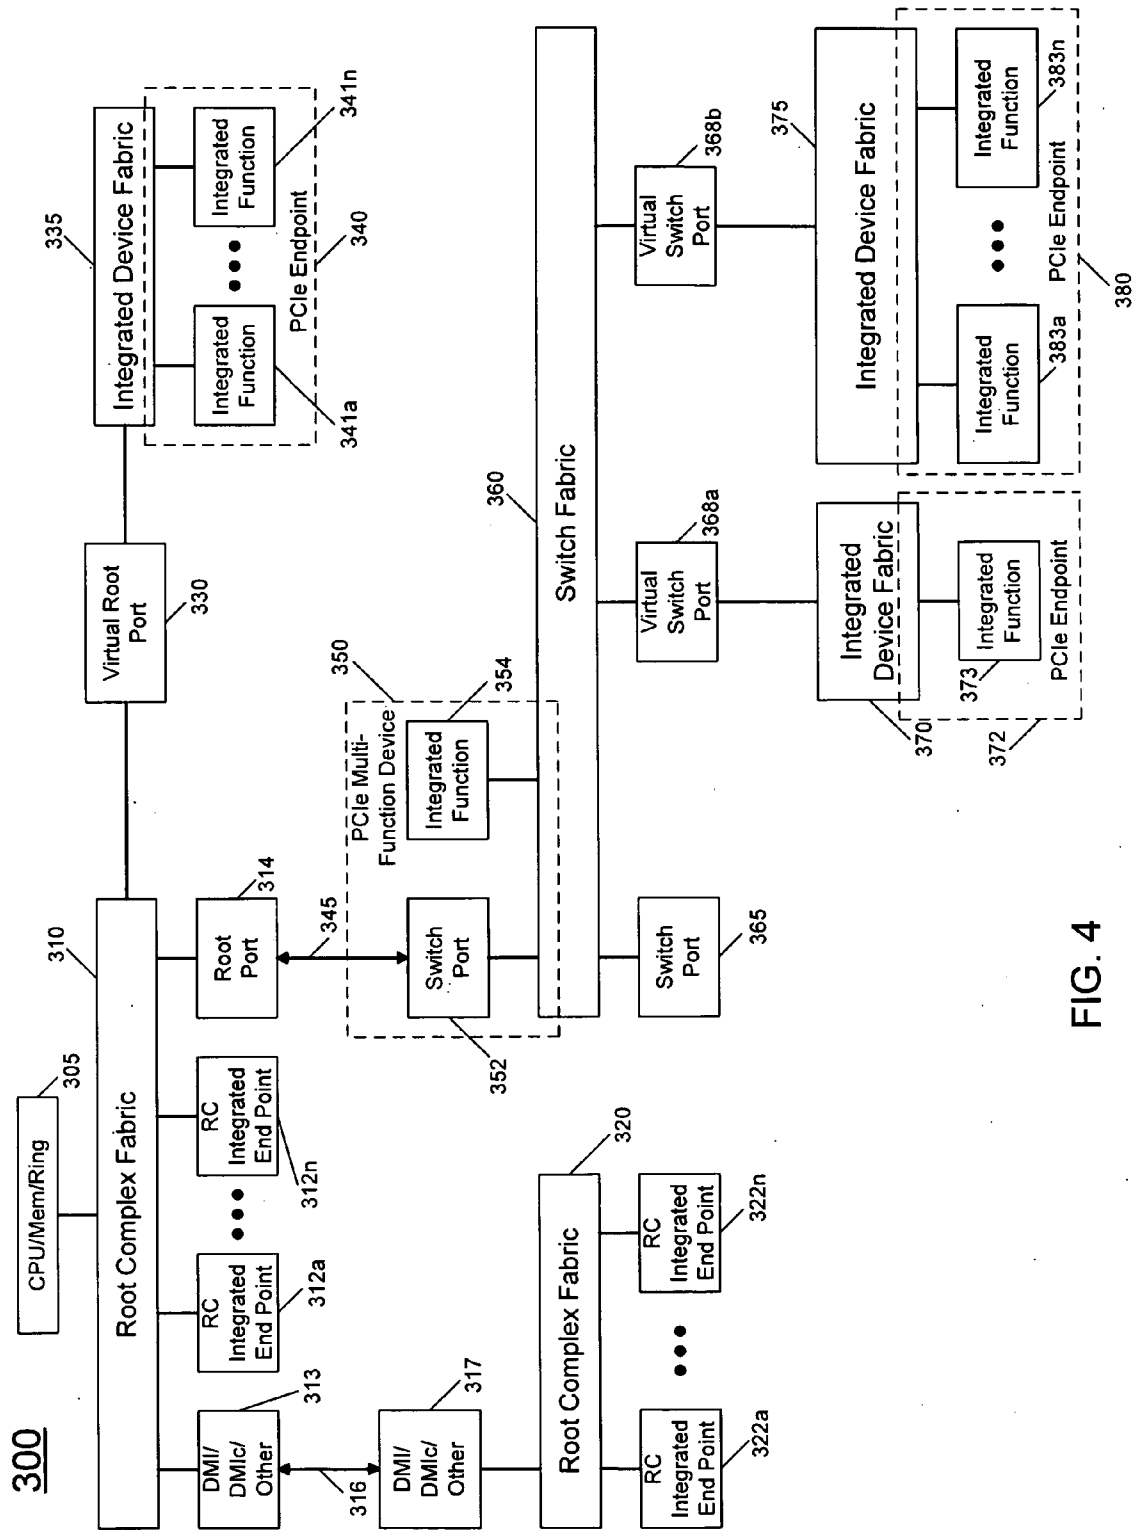 300
CPU/Mem/Ring
305
Root Complex Fabric
310
Virtual Root
Port
330
Integrated Device Fabric
335
Integrated
Function
341a
Integrated
Function
341n
PCIe Endpoint
340
DMI/
DMIc/
Other
313
RC
Integrated
End Point
312a
RC
Integrated
End Point
312n
Root
Port
314
316
345
DMI/
DMIc/
Other
317
PCIe Multi-
Function Device
350
Switch
Port
352
Integrated
Function
354
Root Complex Fabric
320
RC
Integrated
End Point
322a
RC
Integrated
End Point
322n
Switch Fabric
360
Switch
Port
365
Virtual
Switch
Port
368a
Virtual
Switch
Port
368b
Integrated
Device Fabric
370
Integrated
Function
373
PCIe Endpoint
372
Integrated Device Fabric
375
Integrated
Function
383a
Integrated
Function
383n
PCIe Endpoint
380
FIG. 4